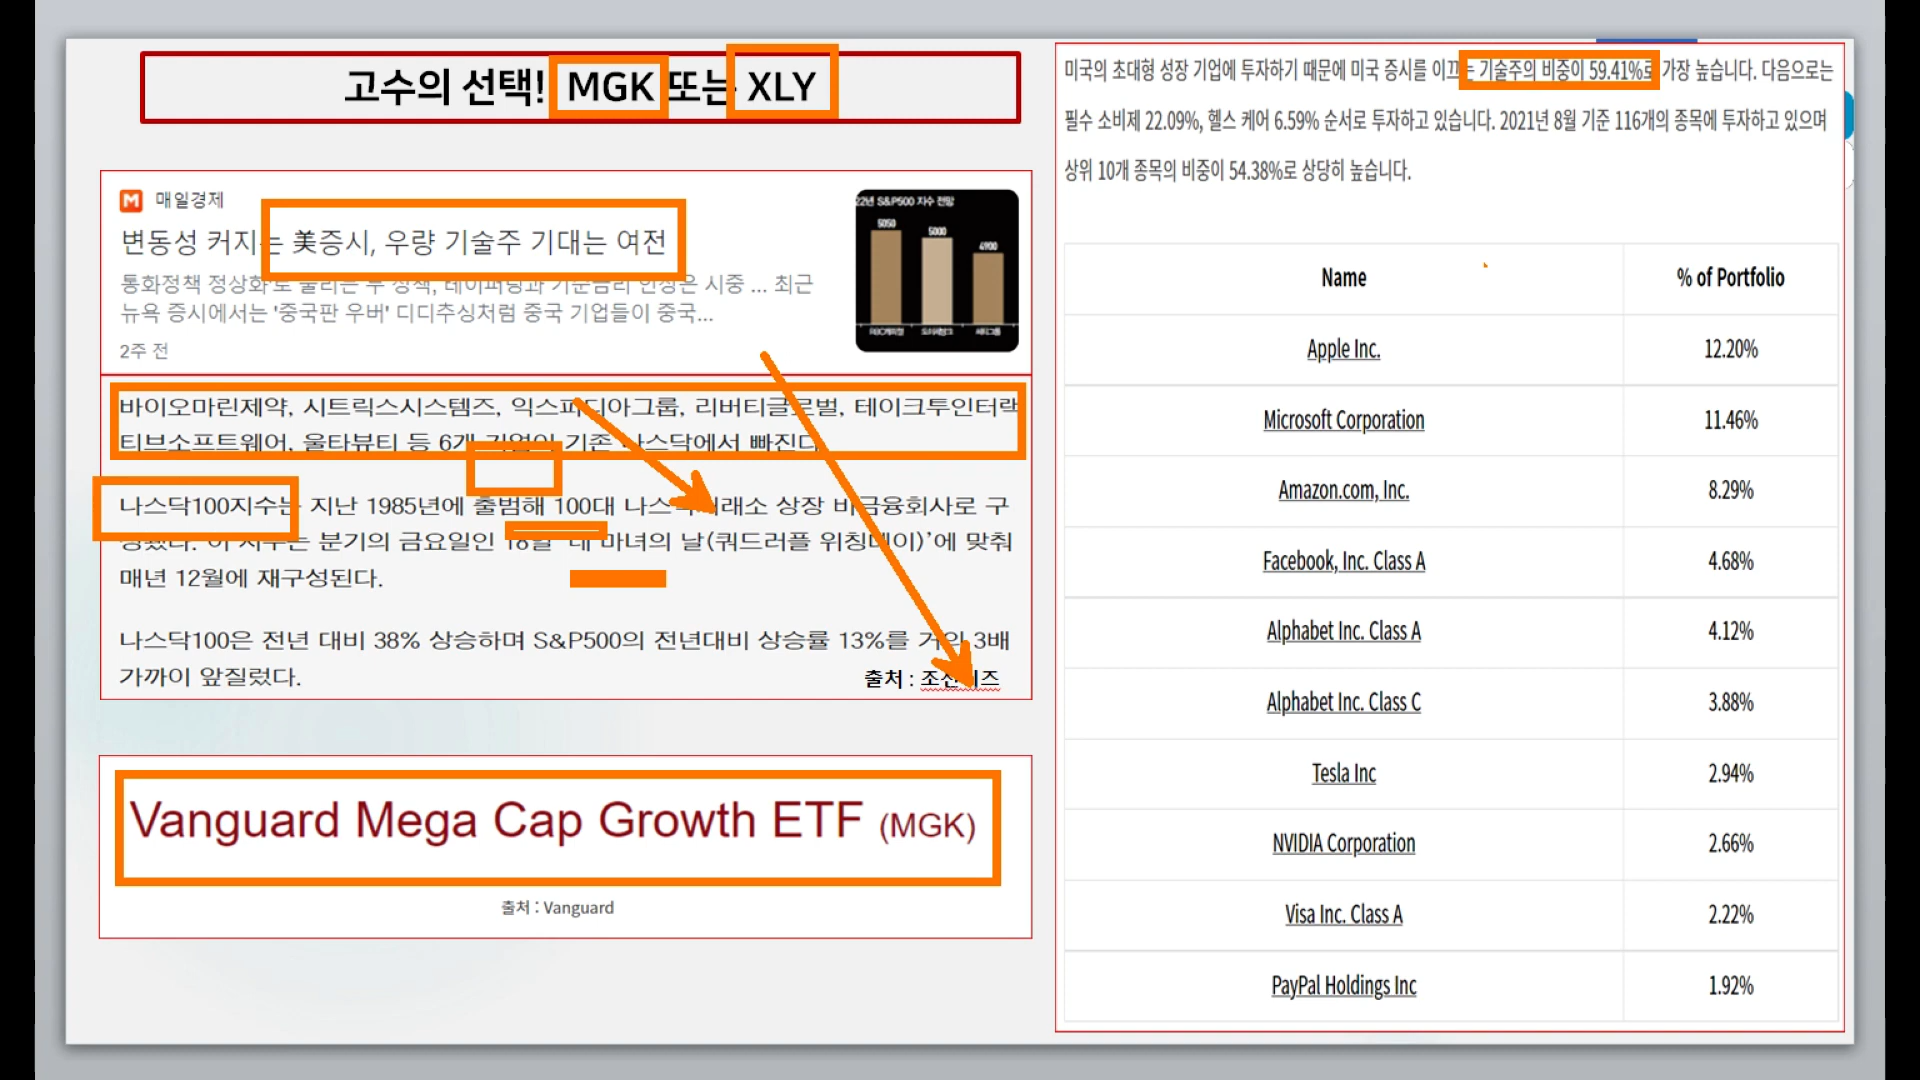 고수의 선택! MGK 또는 XLY
매일경제
변동성 커지는 美증시, 우량 기술주 기대는 여전
통화정책 정상화'로 불리는 두 정책, 테이퍼링과 기준금리 인상은 시중 ... 최근
뉴욕 증시에서는 '중국판 우버' 디디추싱처럼 중국 기업들이 중국...
2주 전
22년 S&P500 지수 전망
5050
5000
4900
바이오마린제약, 시트릭스시스템즈, 익스피디아그룹, 리버티글로벌, 테이크투인터랙
티브소프트웨어, 울타뷰티 등 6개 기업이 기존 나스닥에서 빠진다.
나스닥100지수는 지난 1985년에 출범해 100대 나스닥거래소 상장 비금융회사로 구
성됐다. 이 지수는 분기의 금요일인 18일 '네 마녀의 날(쿼드러플 위칭데이)'에 맞춰
매년 12월에 재구성된다.
나스닥100은 전년 대비 38% 상승하며 S&P500의 전년대비 상승률 13%를 거의 3배
가까이 앞질렀다.
출처 : 조선비즈
Vanguard Mega Cap Growth ETF (MGK)
출처 : Vanguard
미국의 초대형 성장 기업에 투자하기 때문에 미국 증시를 이끄는 기술주의 비중이 59.41%로 가장 높습니다. 다음으로는
필수 소비제 22.09%, 헬스 케어 6.59% 순서로 투자하고 있습니다. 2021년 8월 기준 116개의 종목에 투자하고 있으며
상위 10개 종목의 비중이 54.38%로 상당히 높습니다.
Name % of Portfolio
Apple Inc. 12.20%
Microsoft Corporation 11.46%
Amazon.com, Inc. 8.29%
Facebook, Inc. Class A 4.68%
Alphabet Inc. Class A 4.12%
Alphabet Inc. Class C 3.88%
Tesla Inc 2.94%
NVIDIA Corporation 2.66%
Visa Inc. Class A 2.22%
PayPal Holdings Inc 1.92%